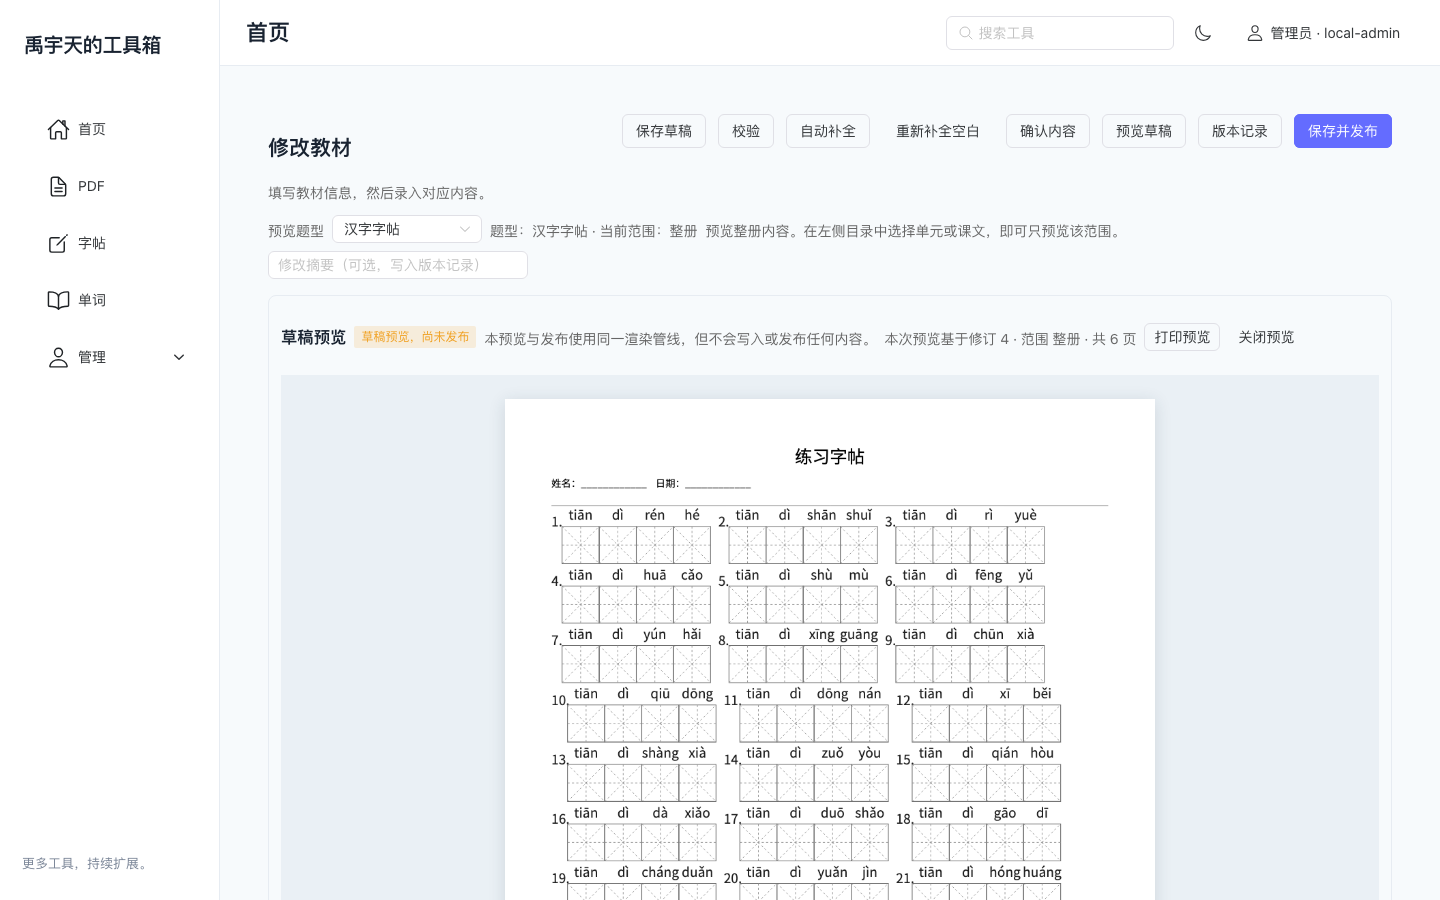 禹宇天的工具箱
首页
PDF
字帖
单词
管理
更多工具，持续扩展。
首页
搜索工具
管理员 · local-admin
修改教材
保存草稿 校验 自动补全 重新补全空白 确认内容 预览草稿 版本记录 保存并发布
填写教材信息，然后录入对应内容。
预览题型 汉字字帖 题型：汉字字帖 · 当前范围：整册 预览整册内容。在左侧目录中选择单元或课文，即可只预览该范围。
修改摘要（可选，写入版本记录）
草稿预览 草稿预览，尚未发布 本预览与发布使用同一渲染管线，但不会写入或发布任何内容。 本次预览基于修订 4 · 范围 整册 · 共 6 页 打印预览 关闭预览
练习字帖
姓名：____________ 日期：____________
1. tiān dì rén hé 2. tiān dì shān shuǐ 3. tiān dì rì yuè
4. tiān dì huā cǎo 5. tiān dì shù mù 6. tiān dì fēng yǔ
7. tiān dì yún hǎi 8. tiān dì xīng guāng 9. tiān dì chūn xià
10. tiān dì qiū dōng 11. tiān dì dōng nán 12. tiān dì xī běi
13. tiān dì shàng xià 14. tiān dì zuǒ yòu 15. tiān dì qián hòu
16. tiān dì dà xiǎo 17. tiān dì duō shǎo 18. tiān dì gāo dī
19. tiān dì cháng duǎn 20. tiān dì yuǎn jìn 21. tiān dì hóng huáng